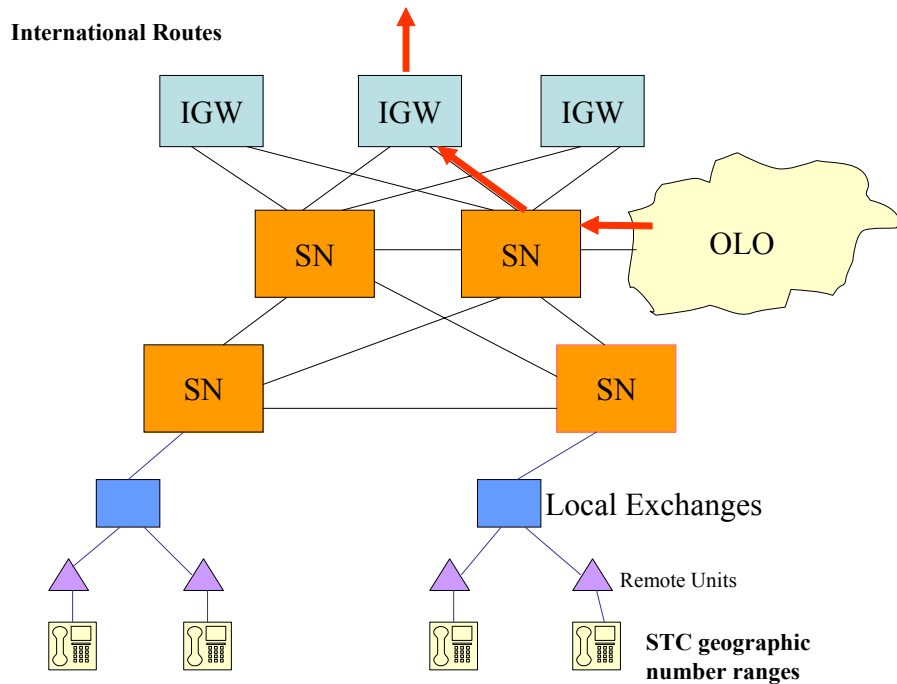 International Routes
IGW
IGW
IGW
SN
SN
OLO
SN
SN
Local Exchanges
Remote Units
STC geographic
number ranges